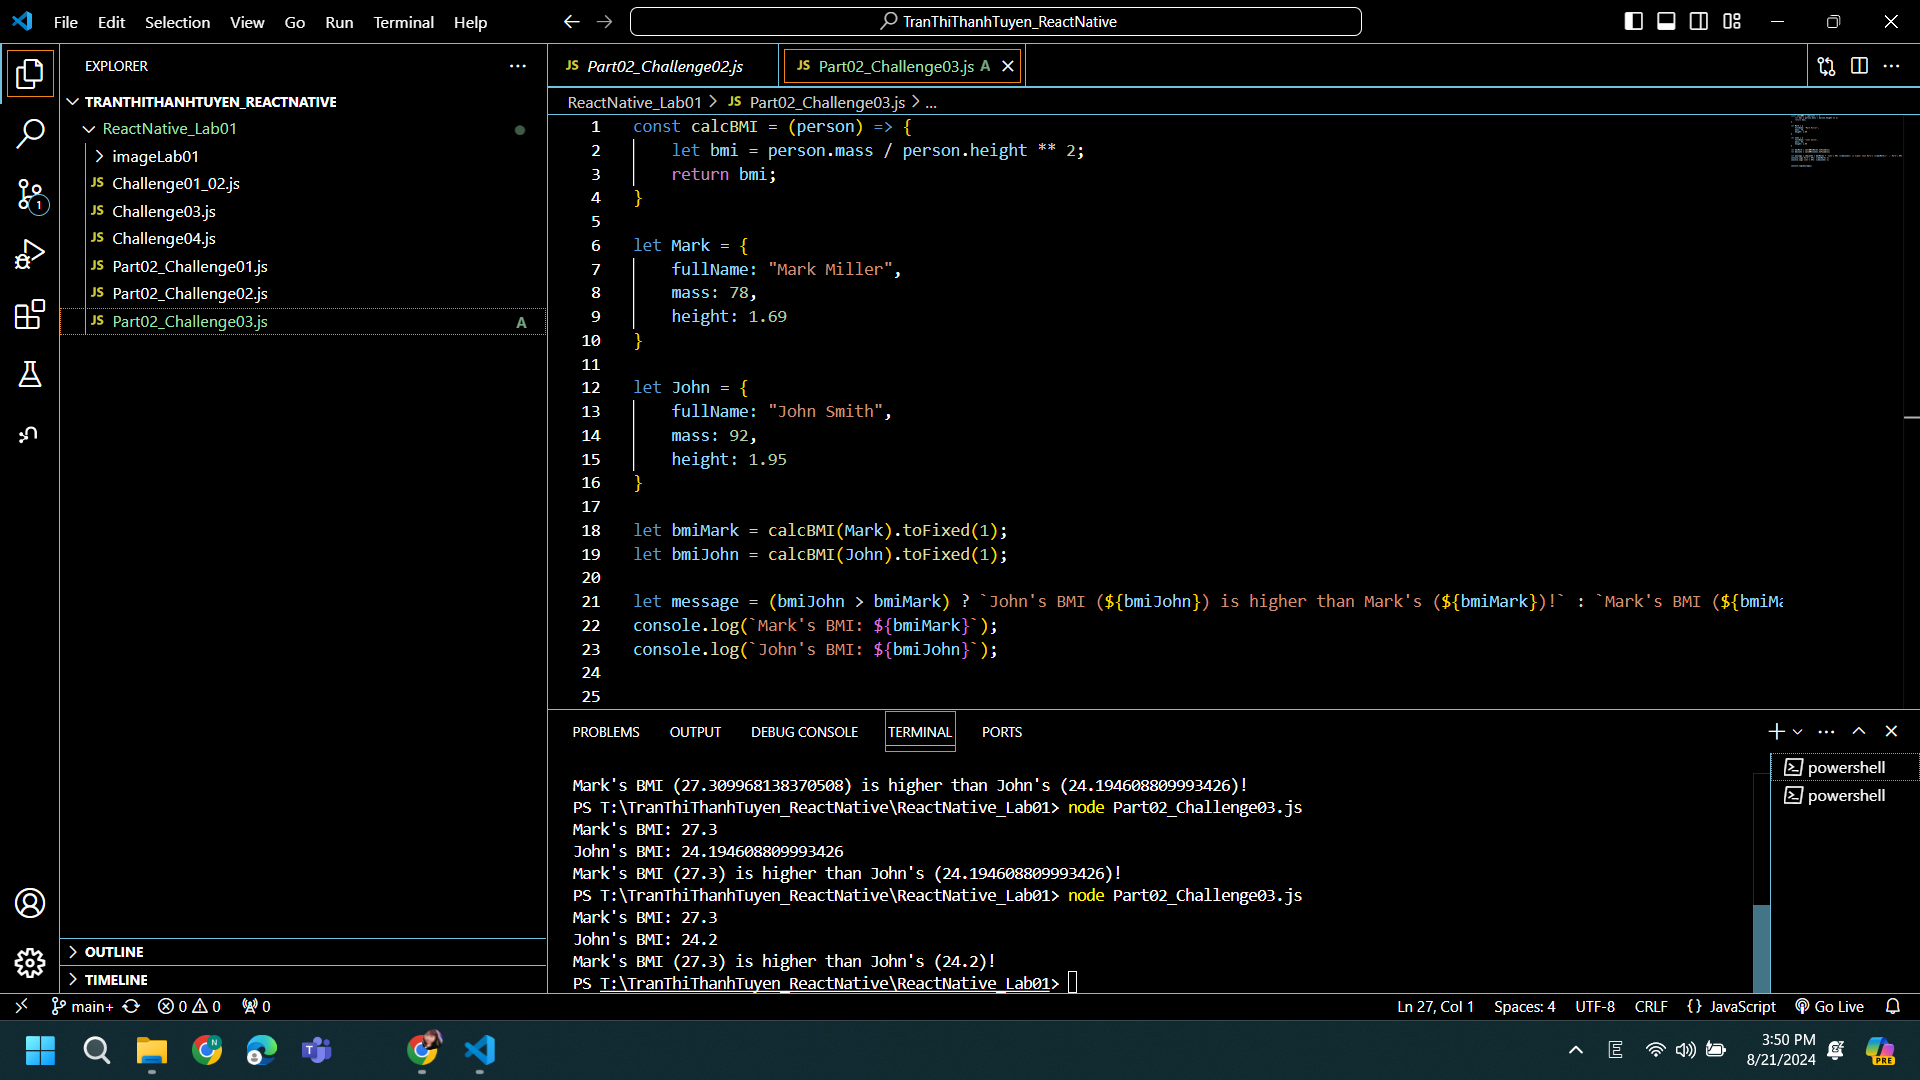 File Edit Selection View Go Run Terminal Help
TranThiThanhTuyen_ReactNative
EXPLORER
TRANTHITHANHTUYEN_REACTNATIVE
ReactNative_Lab01
imageLab01
JS Challenge01_02.js
JS Challenge03.js
JS Challenge04.js
JS Part02_Challenge01.js
JS Part02_Challenge02.js
JS Part02_Challenge03.js A
OUTLINE
TIMELINE
1
JS Part02_Challenge02.js
JS Part02_Challenge03.js A
ReactNative_Lab01 > JS Part02_Challenge03.js > ...
1 const calcBMI = (person) => {
2 let bmi = person.mass / person.height ** 2;
3 return bmi;
4 }
5
6 let Mark = {
7 fullName: "Mark Miller",
8 mass: 78,
9 height: 1.69
10 }
11
12 let John = {
13 fullName: "John Smith",
14 mass: 92,
15 height: 1.95
16 }
17
18 let bmiMark = calcBMI(Mark).toFixed(1);
19 let bmiJohn = calcBMI(John).toFixed(1);
20
21 let message = (bmiJohn > bmiMark) ? `John's BMI (${bmiJohn}) is higher than Mark's (${bmiMark})!` : `Mark's BMI (${bmiMa
22 console.log(`Mark's BMI: ${bmiMark}`);
23 console.log(`John's BMI: ${bmiJohn}`);
24
25
PROBLEMS OUTPUT DEBUG CONSOLE TERMINAL PORTS
Mark's BMI (27.309968138370508) is higher than John's (24.194608809993426)!
PS T:\TranThiThanhTuyen_ReactNative\ReactNative_Lab01> node Part02_Challenge03.js
Mark's BMI: 27.3
John's BMI: 24.194608809993426
Mark's BMI (27.3) is higher than John's (24.194608809993426)!
PS T:\TranThiThanhTuyen_ReactNative\ReactNative_Lab01> node Part02_Challenge03.js
Mark's BMI: 27.3
John's BMI: 24.2
Mark's BMI (27.3) is higher than John's (24.2)!
PS T:\TranThiThanhTuyen_ReactNative\ReactNative_Lab01>
powershell
powershell
main+ 0 0 0
Ln 27, Col 1 Spaces: 4 UTF-8 CRLF {} JavaScript Go Live
3:50 PM
8/21/2024
PRE